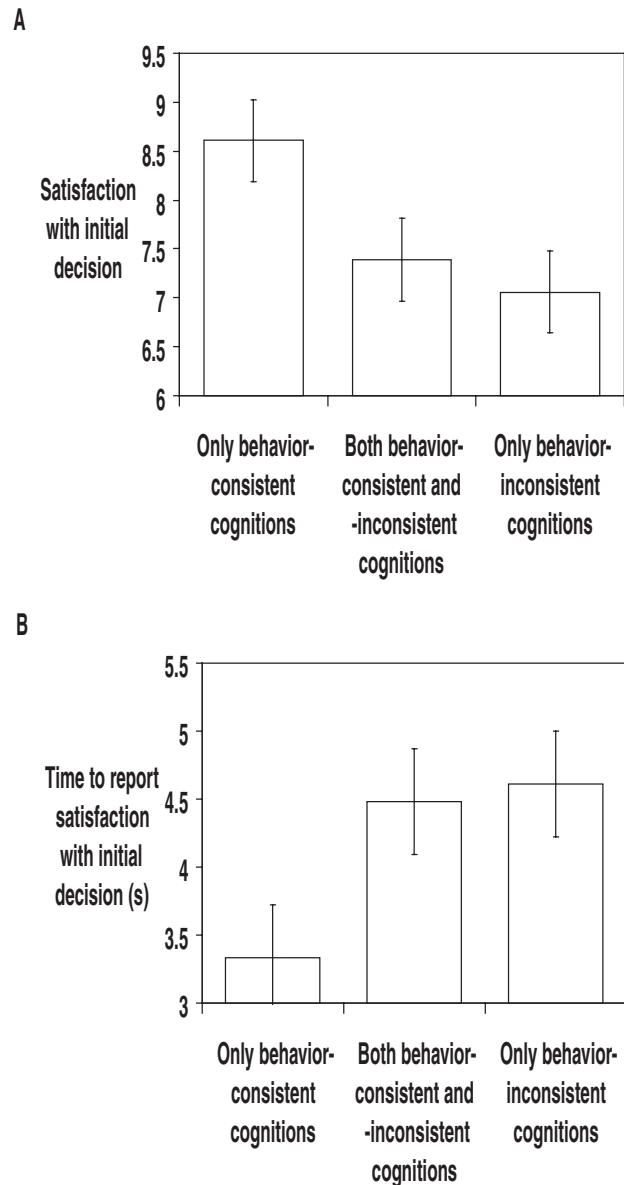 A
9.5
9
8.5
8
7.5
7
6.5
6
Satisfaction
with initial
decision
Only behavior-
consistent
cognitions
Both behavior-
consistent and
-inconsistent
cognitions
Only behavior-
inconsistent
cognitions
B
5.5
5
4.5
4
3.5
3
Time to report
satisfaction
with initial
decision (s)
Only behavior-
consistent
cognitions
Both behavior-
consistent and
-inconsistent
cognitions
Only behavior-
inconsistent
cognitions